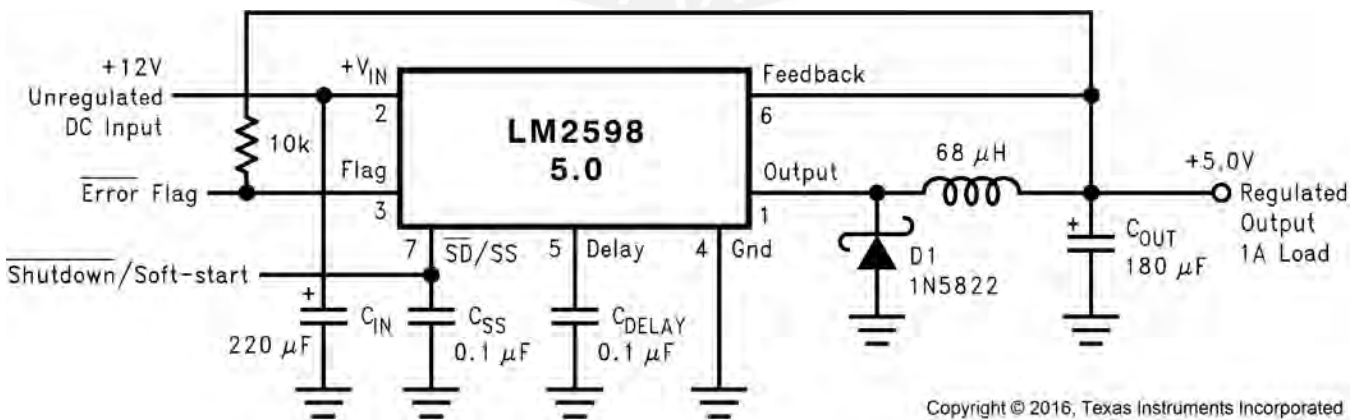 +12V
Unregulated
DC Input
+VIN
2
Feedback
6
LM2598
5.0
10k
Error Flag
Flag
3
Output
1
68 μH
+5.0V
Regulated
Output
1A Load
7
SD/SS
5
Delay
4
Gnd
Shutdown/Soft-start
+
CIN
220 μF
CSS
0.1 μF
CDELAY
0.1 μF
D1
1N5822
+
COUT
180 μF
Copyright © 2016, Texas Instruments Incorporated